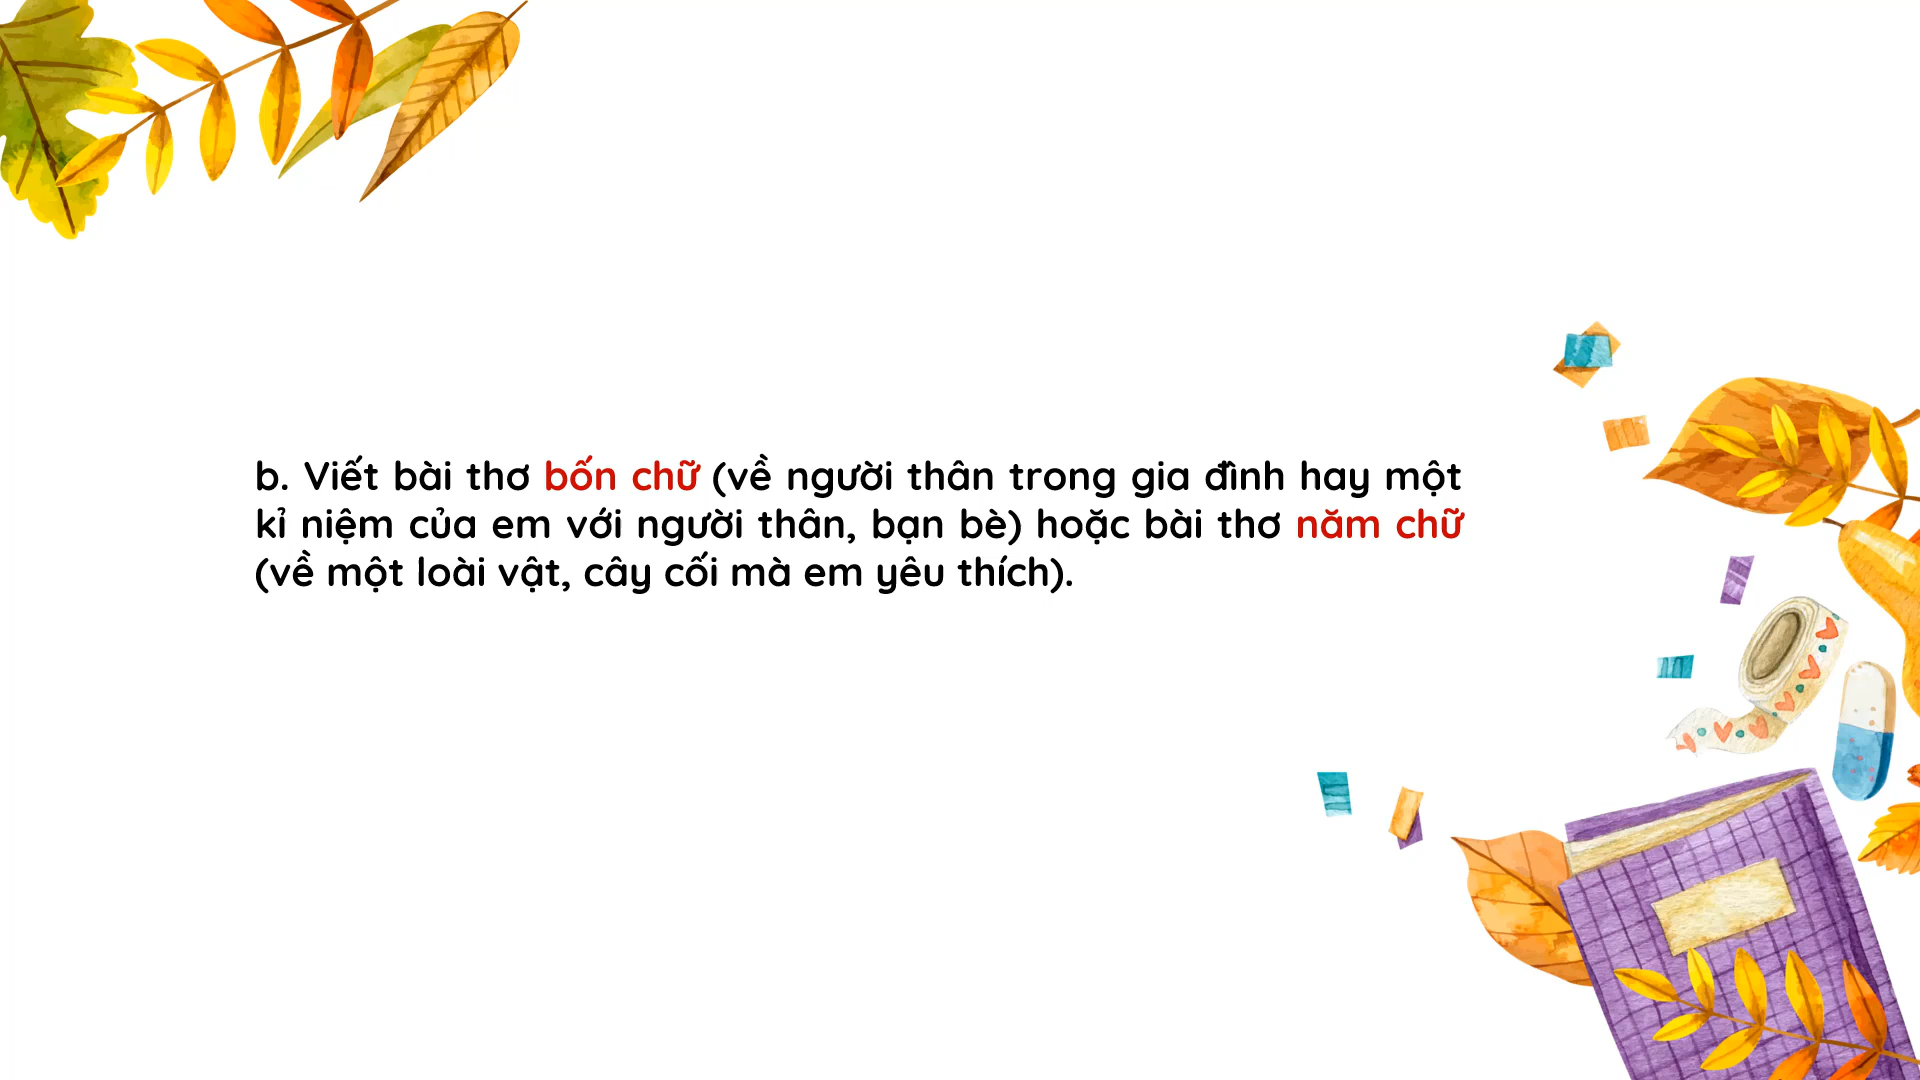 b. Viết bài thơ bốn chữ (về người thân trong gia đình hay một
kỉ niệm của em với người thân, bạn bè) hoặc bài thơ năm chữ
(về một loài vật, cây cối mà em yêu thích).